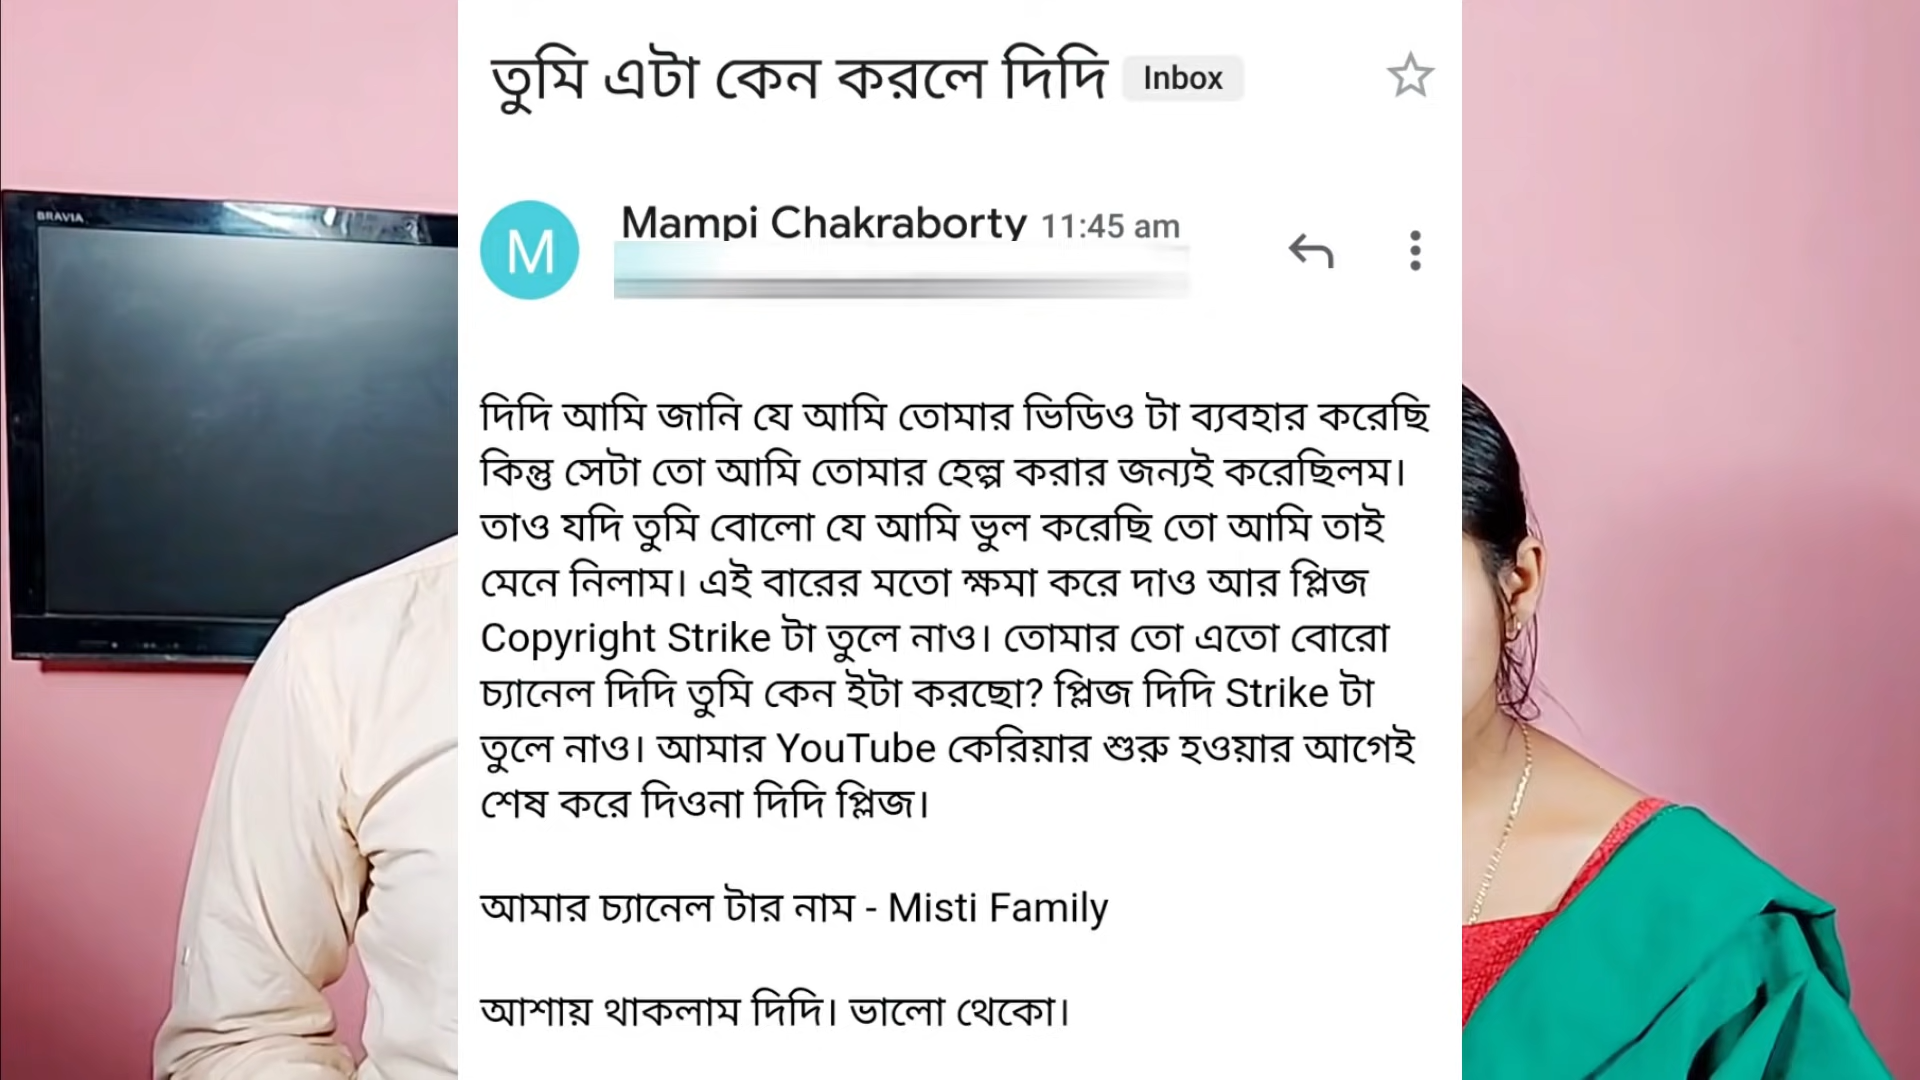 তুমি এটা কেন করলে দিদি Inbox
BRAVIA
M Mampi Chakraborty 11:45 am
দিদি আমি জানি যে আমি তোমার ভিডিও টা ব্যবহার করেছি
কিন্তু সেটা তো আমি তোমার হেল্প করার জন্যই করেছিলম।
তাও যদি তুমি বোলো যে আমি ভুল করেছি তো আমি তাই
মেনে নিলাম। এই বারের মতো ক্ষমা করে দাও আর প্লিজ
Copyright Strike টা তুলে নাও। তোমার তো এতো বোরো
চ্যানেল দিদি তুমি কেন ইটা করছো? প্লিজ দিদি Strike টা
তুলে নাও। আমার YouTube কেরিয়ার শুরু হওয়ার আগেই
শেষ করে দিওনা দিদি প্লিজ।
আমার চ্যানেল টার নাম - Misti Family
আশায় থাকলাম দিদি। ভালো থেকো।